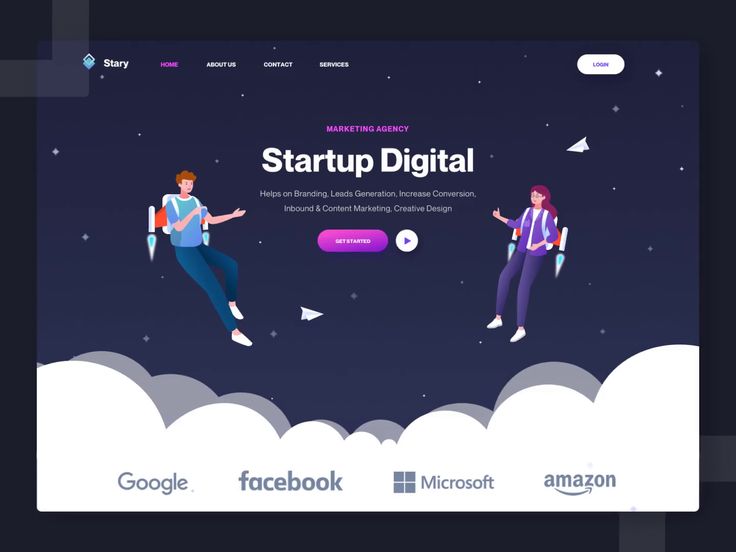 Stary HOME ABOUT US CONTACT SERVICES LOGIN
MARKETING AGENCY
Startup Digital
Helps on Branding, Leads Generation, Increase Conversion,
Inbound & Content Marketing, Creative Design
GET STARTED
Google facebook Microsoft amazon